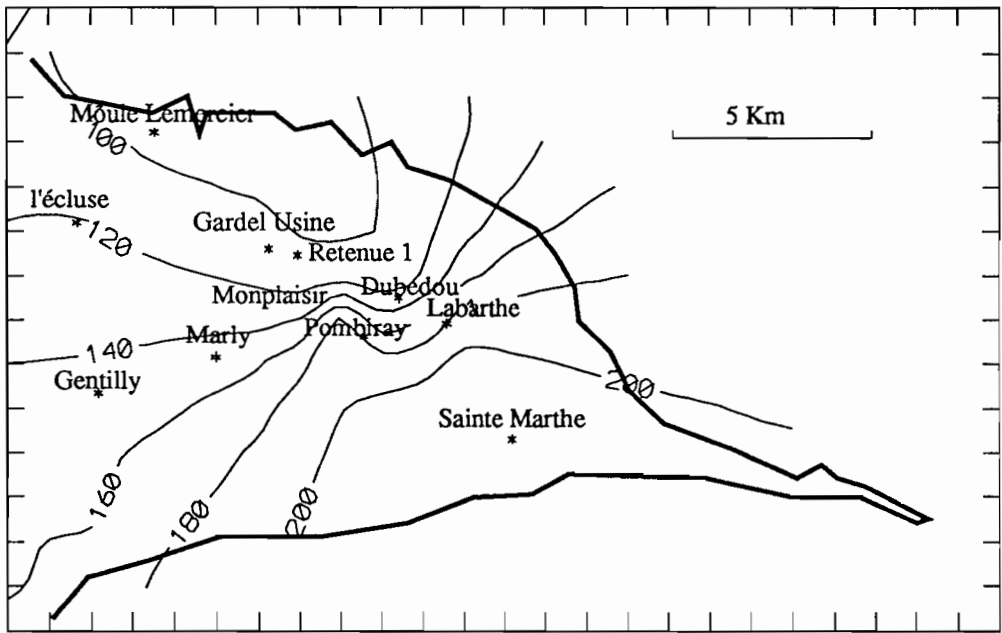 5 Km
Moule Lemercier
100
l'écluse
Gardel Usine
120
Retenue 1
Dubédou
Monplaisir
Labarthe
Pombiray
Marly
140
Gentilly
200
Sainte Marthe
160
180
200